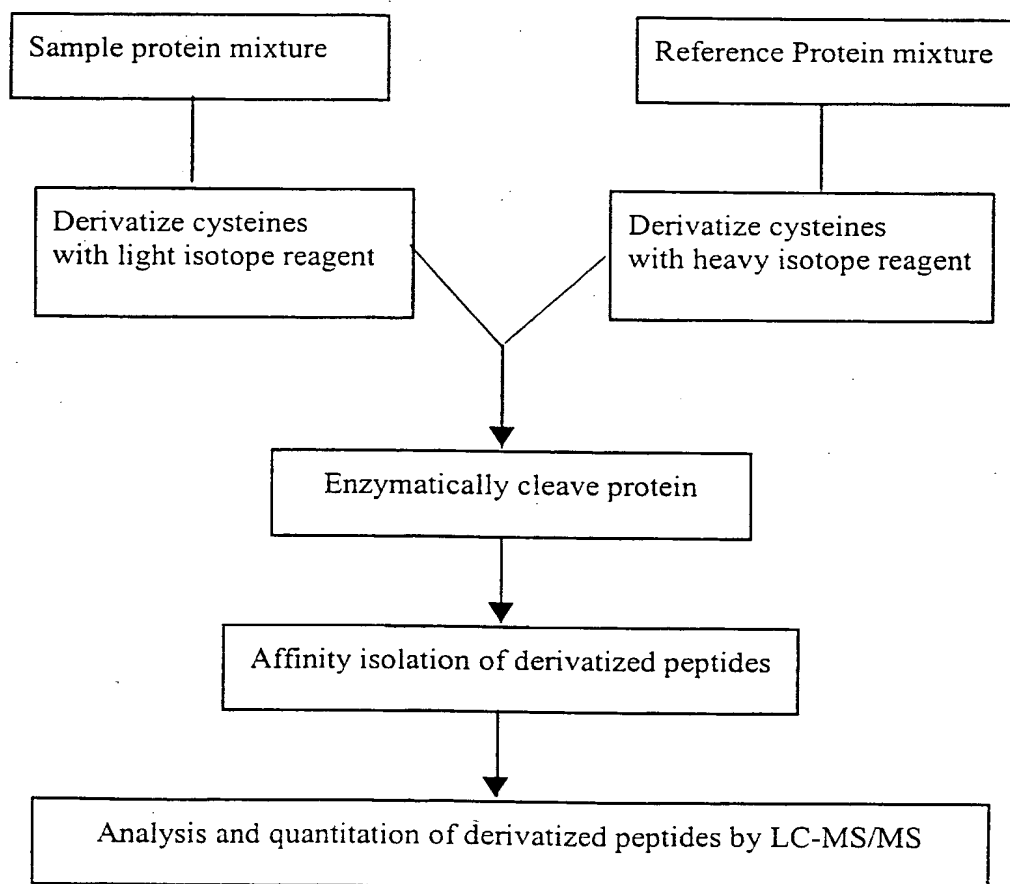 Sample protein mixture
Reference Protein mixture
Derivatize cysteines
with light isotope reagent
Derivatize cysteines
with heavy isotope reagent
Enzymatically cleave protein
Affinity isolation of derivatized peptides
Analysis and quantitation of derivatized peptides by LC-MS/MS